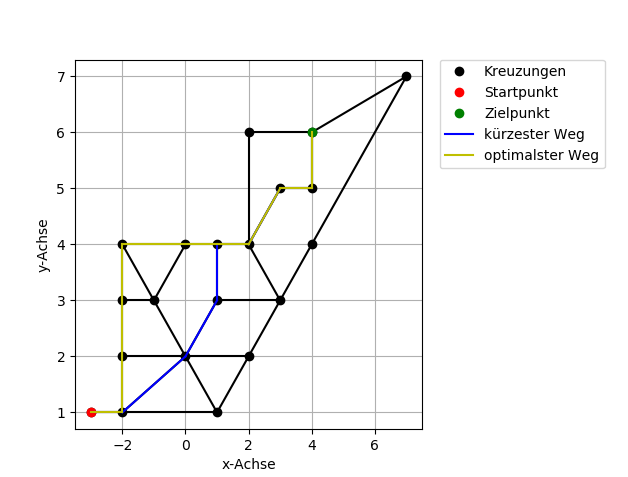 7
6
5
4
3
2
1
−2
0
2
4
6
y-Achse
x-Achse
Kreuzungen
Startpunkt
Zielpunkt
kürzester Weg
optimalster Weg